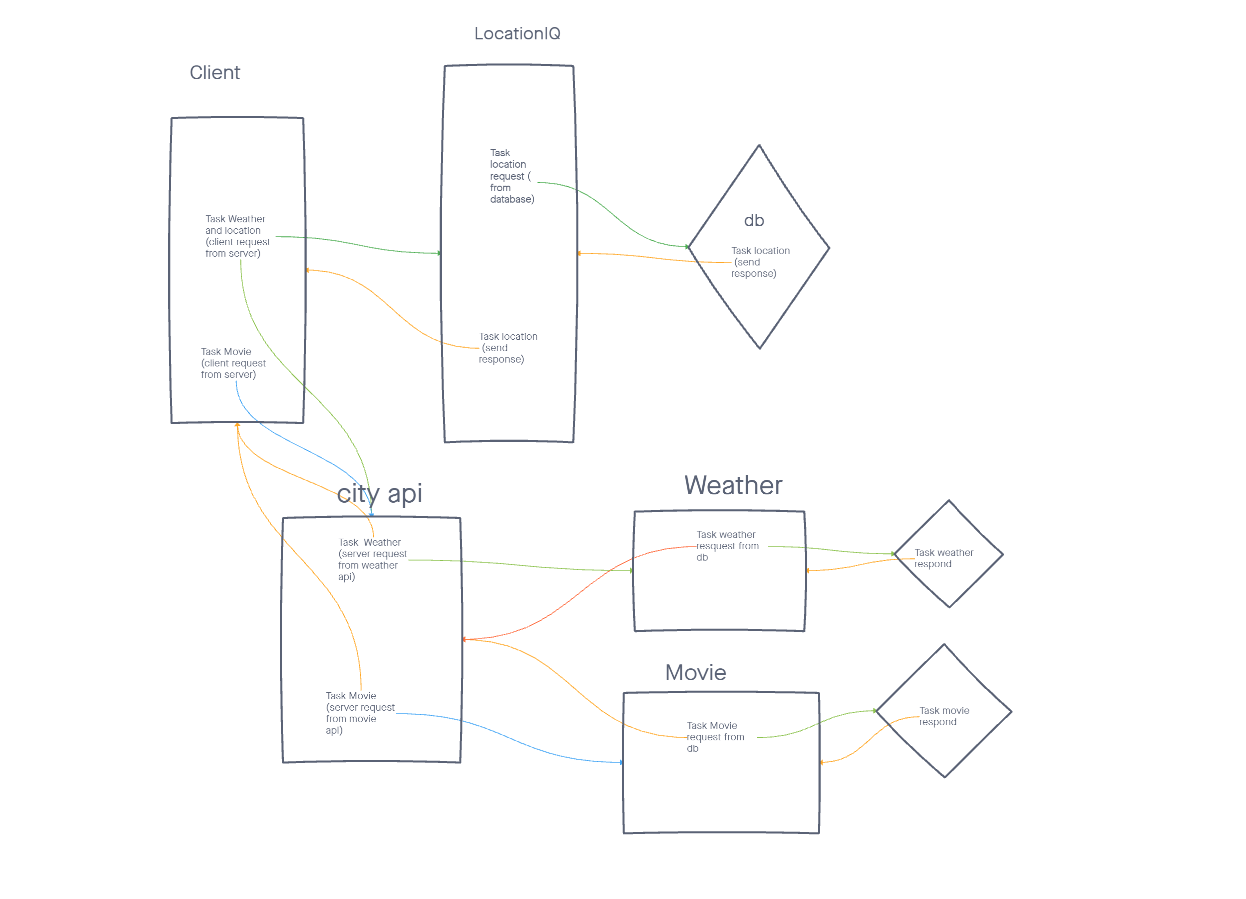 LocationIQ
Client
Task
location
request (
from
database)
Task Weather
and location
(client request
from server)
db
Task location
(send
response)
Task location
(send
response)
Task Movie
(client request
from server)
city api
Weather
Task Weather
(server request
from weather
api)
Task weather
resquest from
db
Task weather
respond
Movie
Task Movie
(server request
from movie
api)
Task Movie
request from
db
Task movie
respond